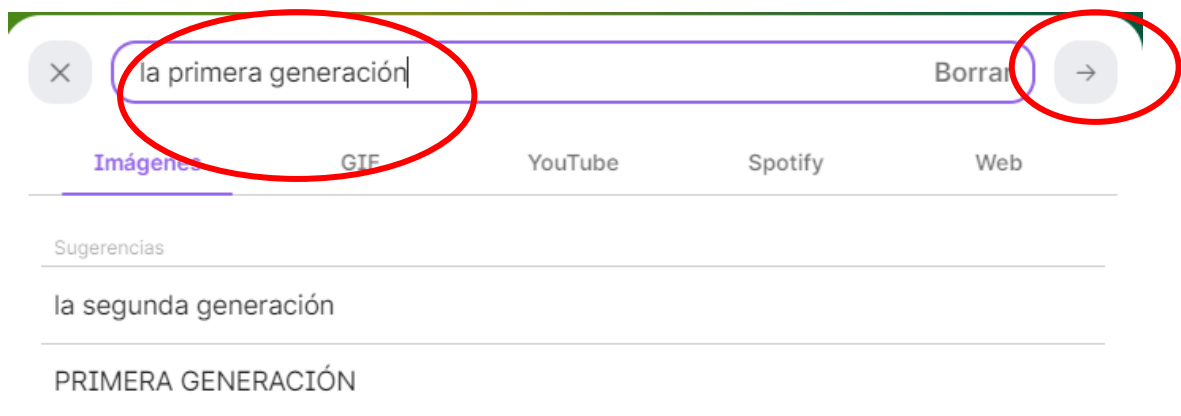 la primera generación Borrar
Imágenes GIF YouTube Spotify Web
Sugerencias
la segunda generación
PRIMERA GENERACIÓN